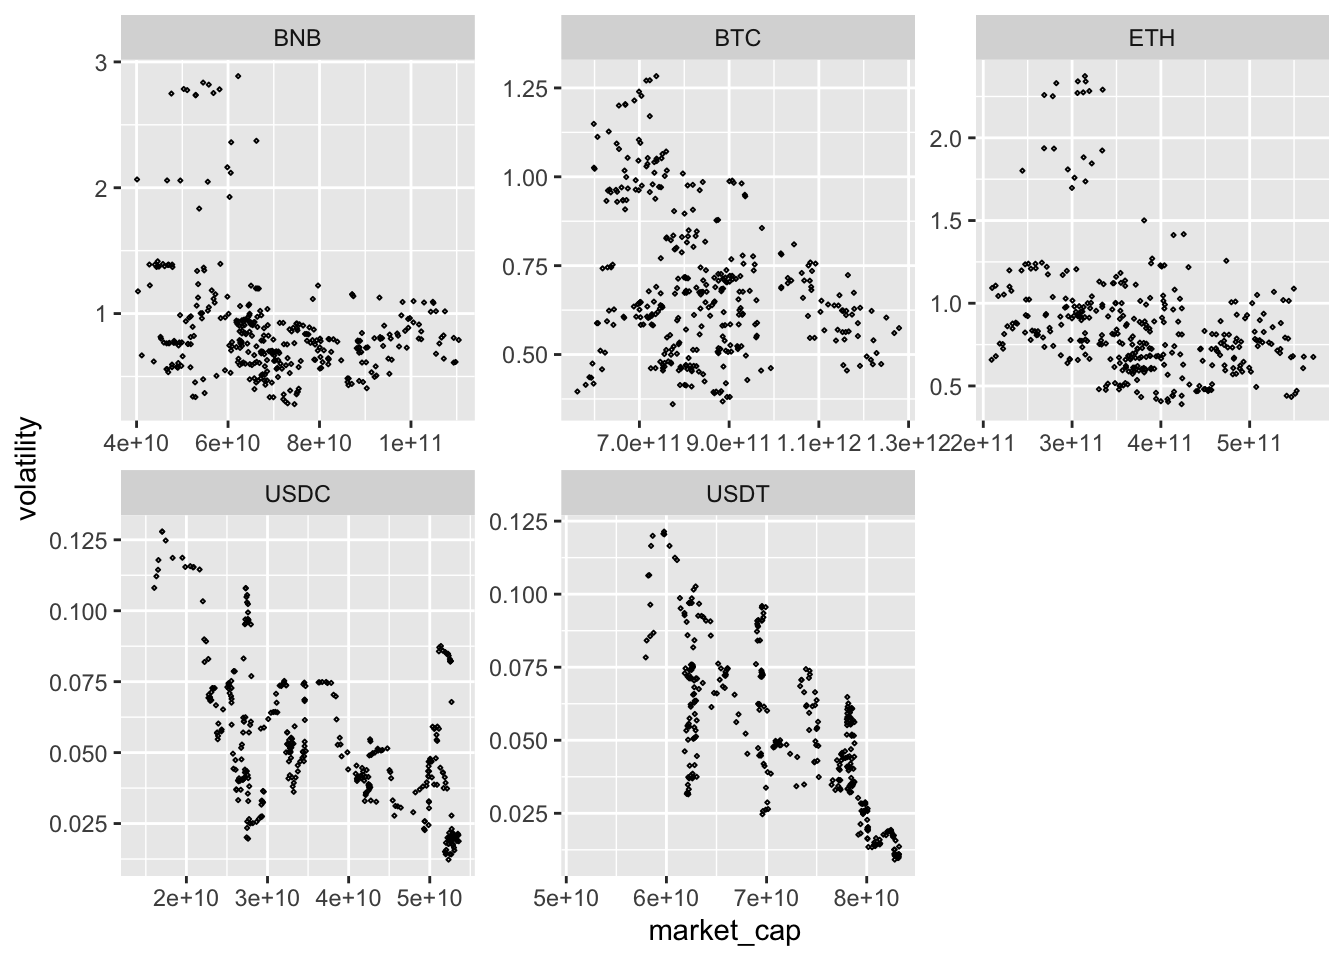 BNB
BTC
ETH
3
2
1
1.25
1.00
0.75
0.50
2.0
1.5
1.0
0.5
4e+10 6e+10 8e+10 1e+11
7.0e+11 9.0e+11 1.1e+12 1.3e+12
2e+11 3e+11 4e+11 5e+11
volatility
USDC
USDT
0.125
0.100
0.075
0.050
0.025
0.125
0.100
0.075
0.050
0.025
2e+10 3e+10 4e+10 5e+10
5e+10 6e+10 7e+10 8e+10
market_cap